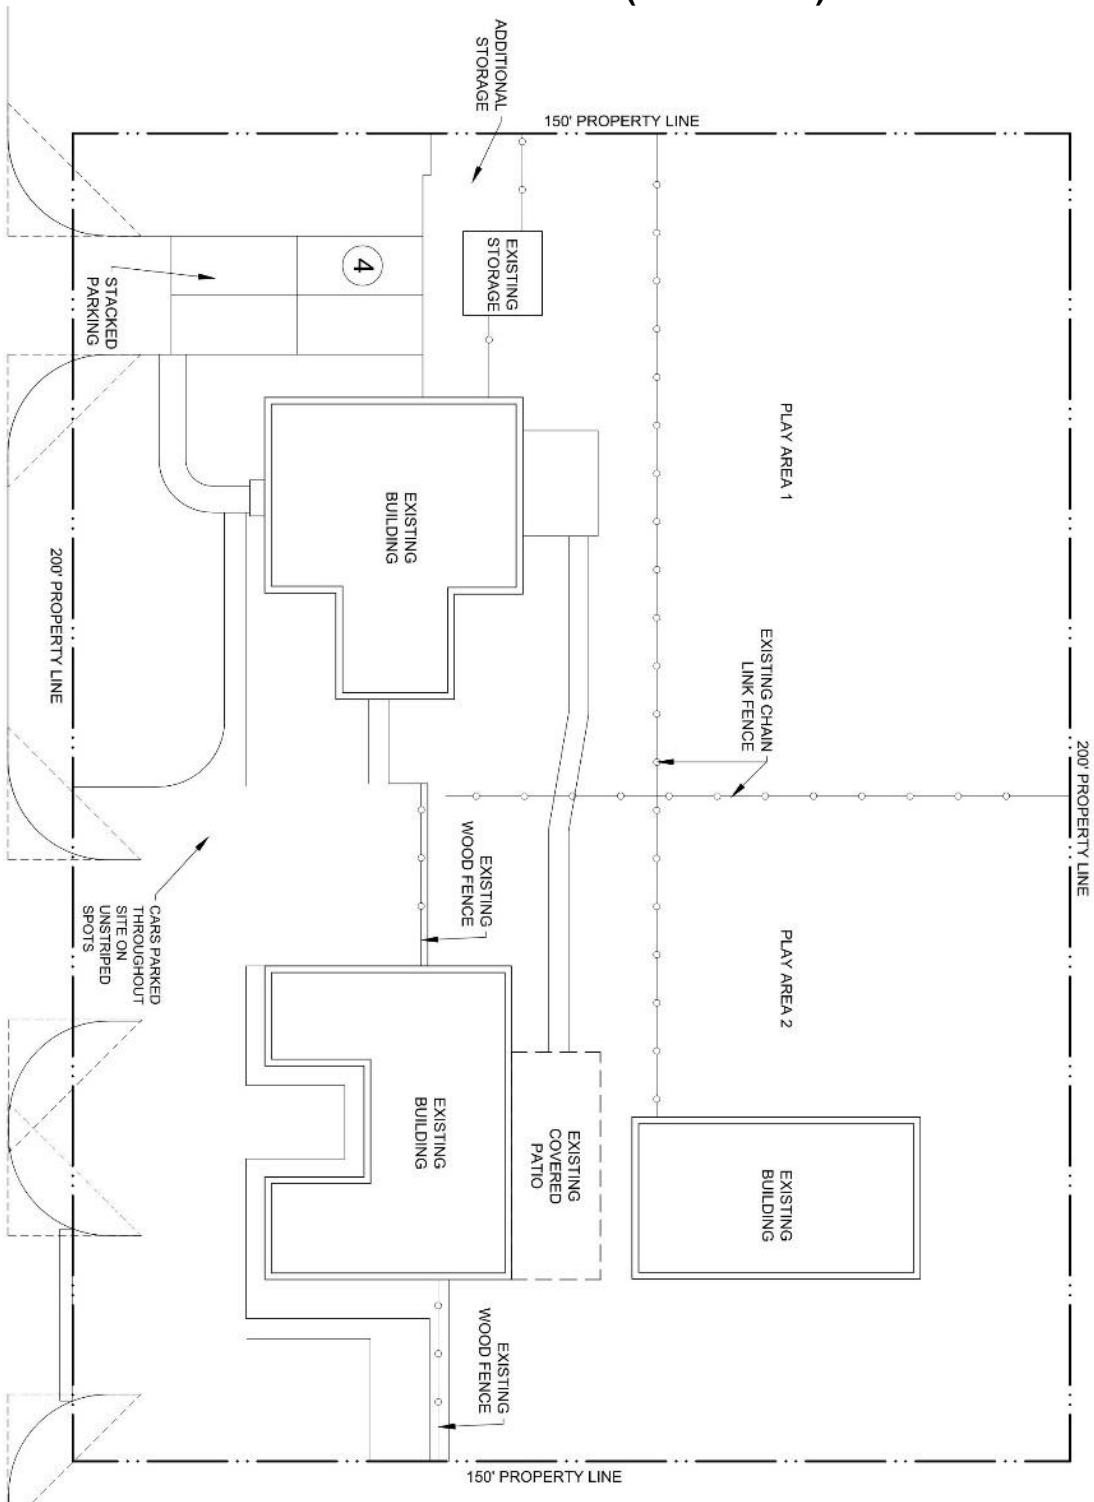 ADDITIONAL
STORAGE
150' PROPERTY LINE
EXISTING
STORAGE
4
STACKED
PARKING
PLAY AREA 1
EXISTING
BUILDING
200' PROPERTY LINE
EXISTING CHAIN
LINK FENCE
200' PROPERTY LINE
EXISTING
WOOD FENCE
CARS PARKED
THROUGHOUT
SITE ON
UNSTRIPED
SPOTS
PLAY AREA 2
EXISTING
BUILDING
EXISTING
COVERED
PATIO
EXISTING
BUILDING
EXISTING
WOOD FENCE
150' PROPERTY LINE